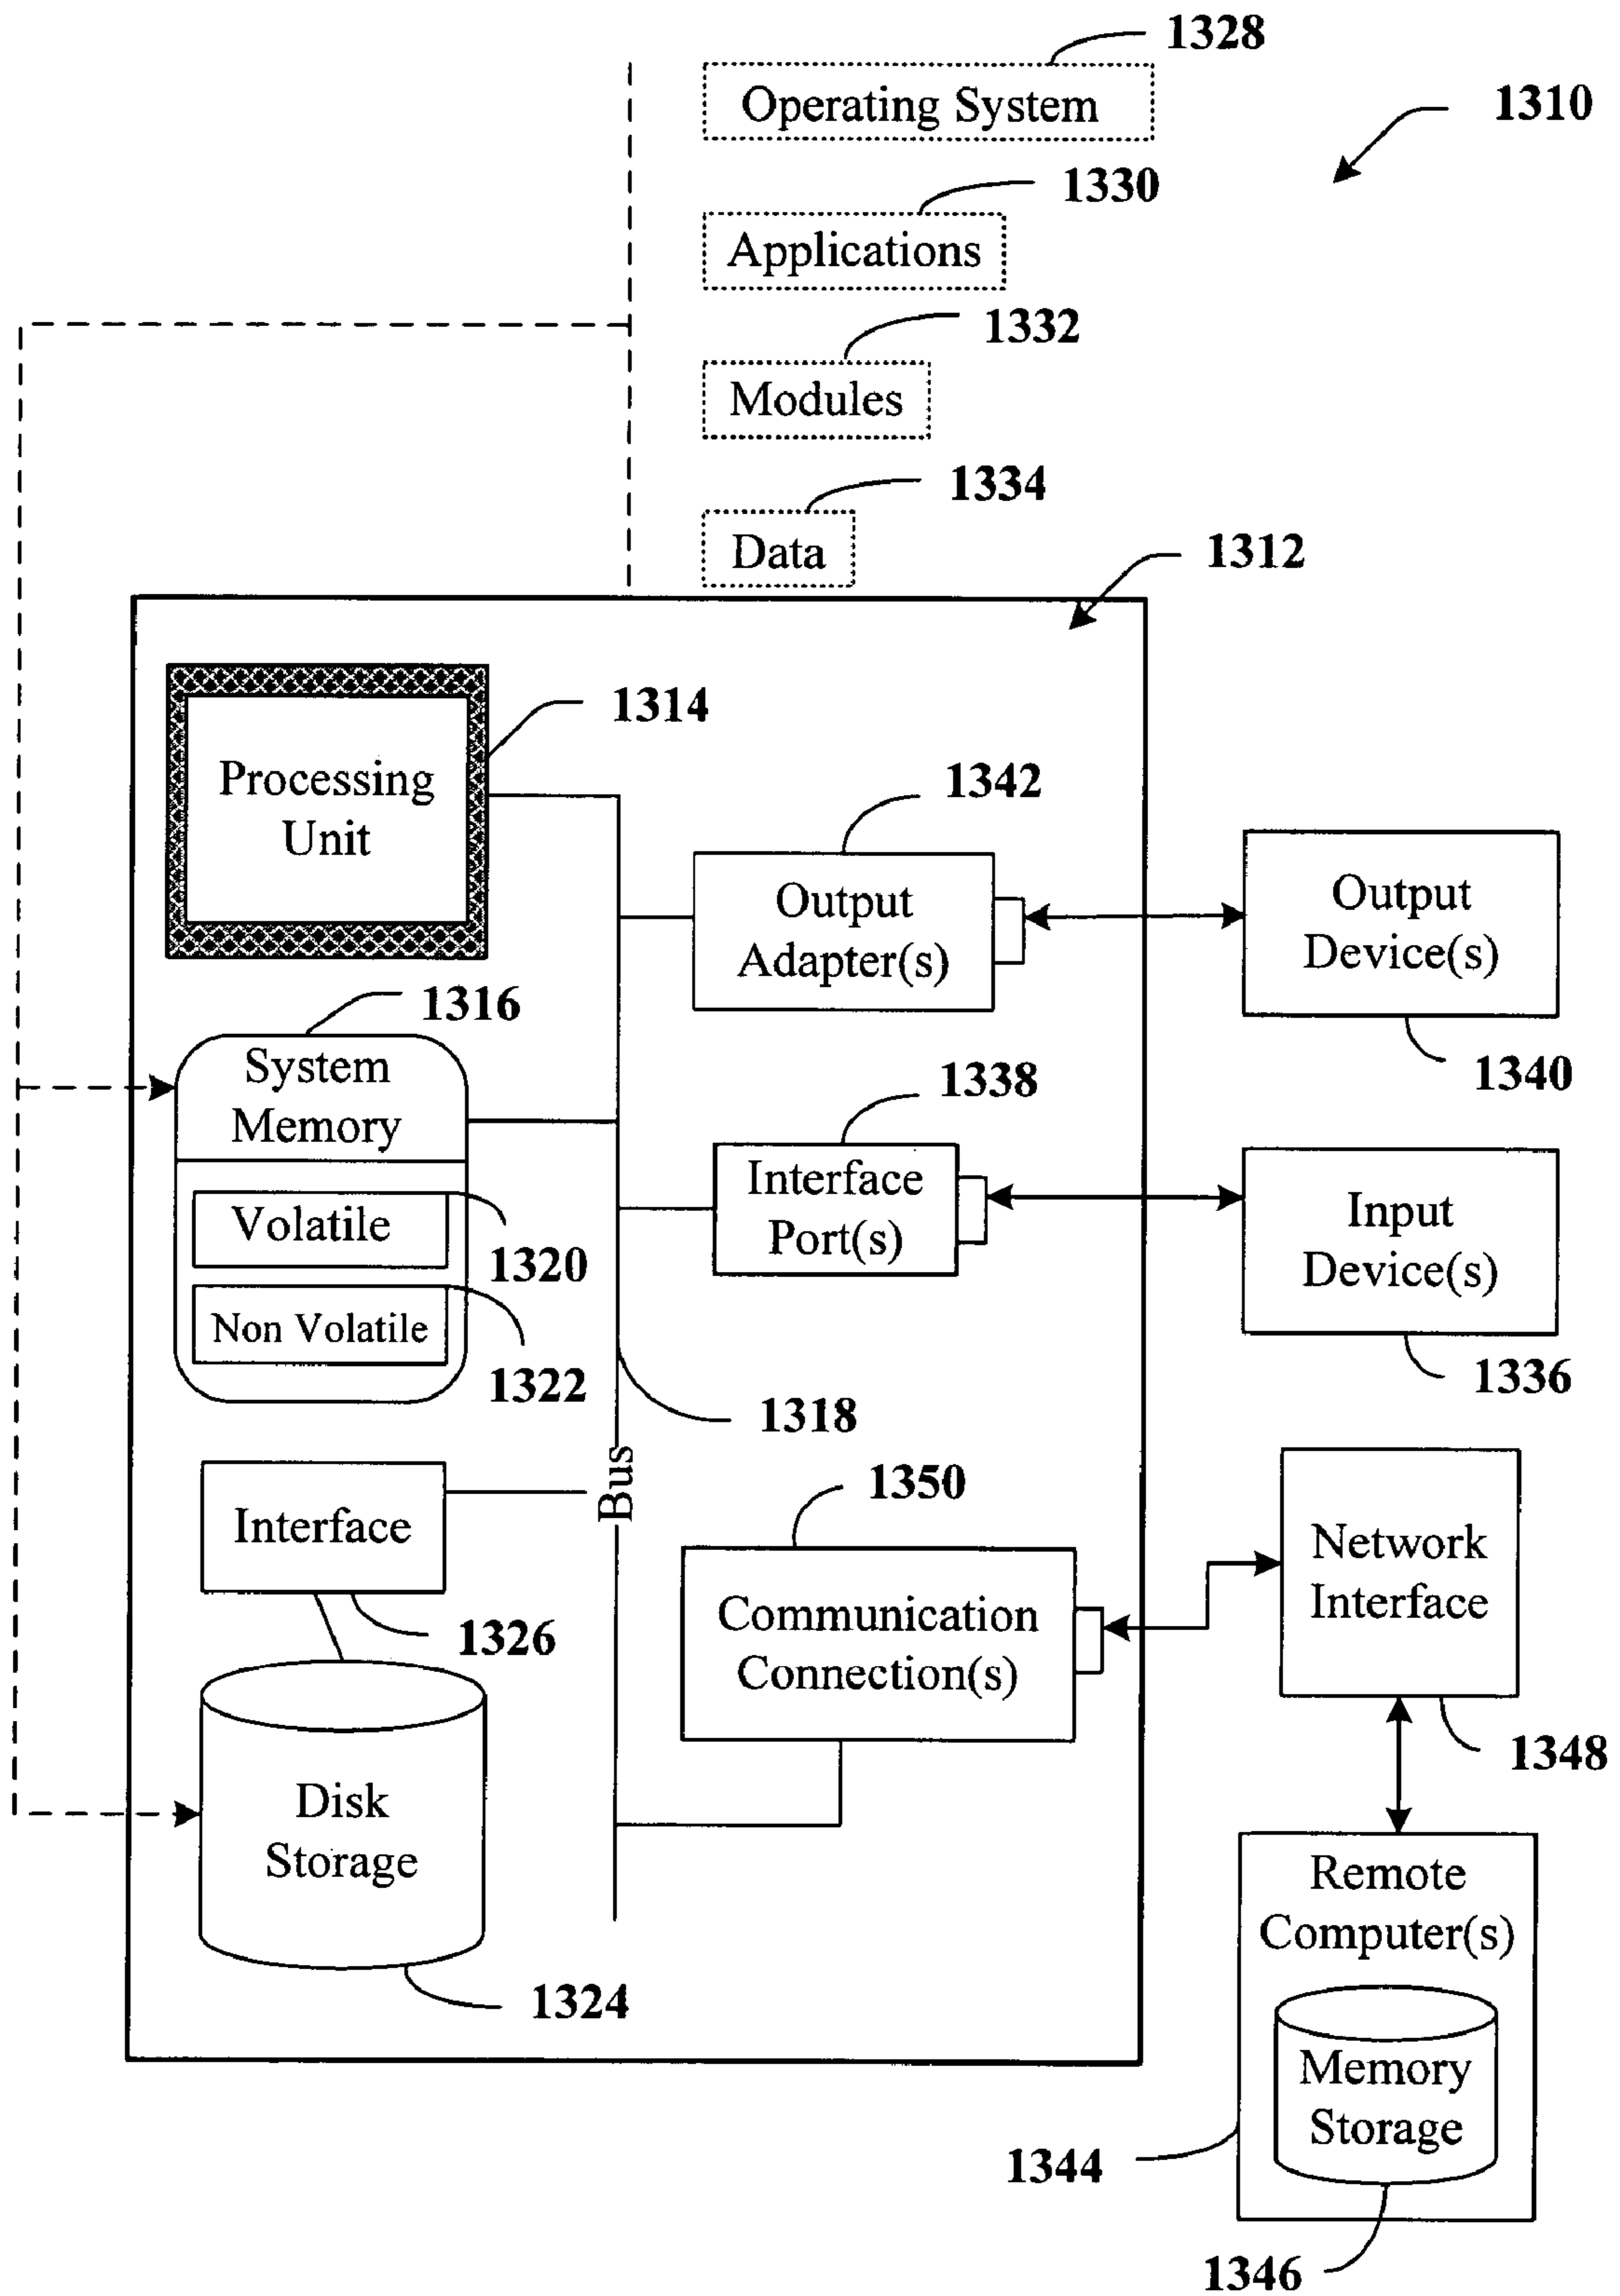 1328
Operating System
1310
1330
Applications
1332
Modules
1334
Data
1312
1314
Processing
Unit
1342
Output
Adapter(s)
Output
Device(s)
1340
1316
System
Memory
1338
Interface
Port(s)
Input
Device(s)
1336
Volatile
1320
Non Volatile
1322
1318
Bus
1350
Interface
1326
Communication
Connection(s)
Network
Interface
1348
Disk
Storage
1324
Remote
Computer(s)
Memory
Storage
1344
1346